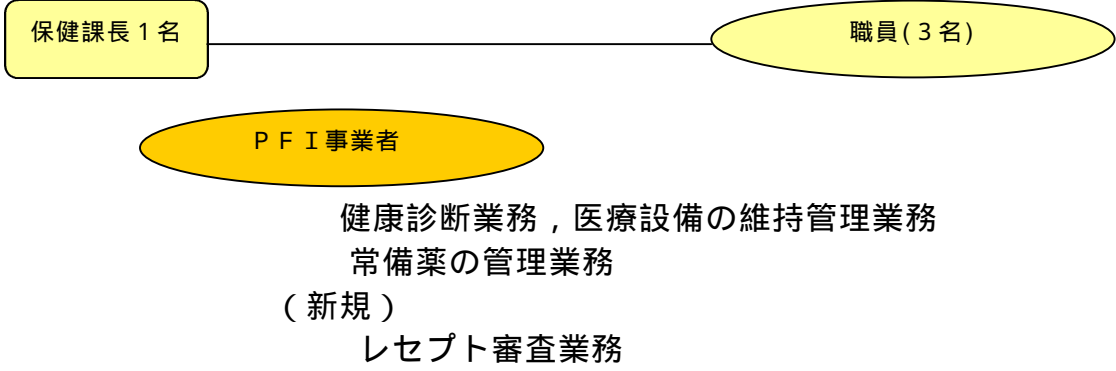 保健課長１名
職員(３名)
ＰＦＩ事業者
健康診断業務，医療設備の維持管理業務
常備薬の管理業務
（新規）
レセプト審査業務